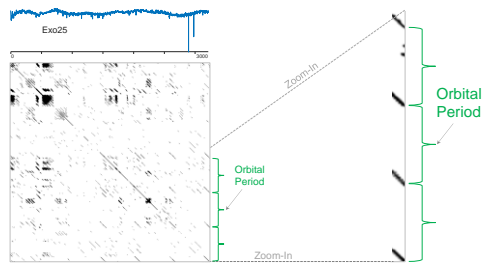 Exo25
0 3000
Zoom-In
Orbital
Period
Orbital
Period
Zoom-In